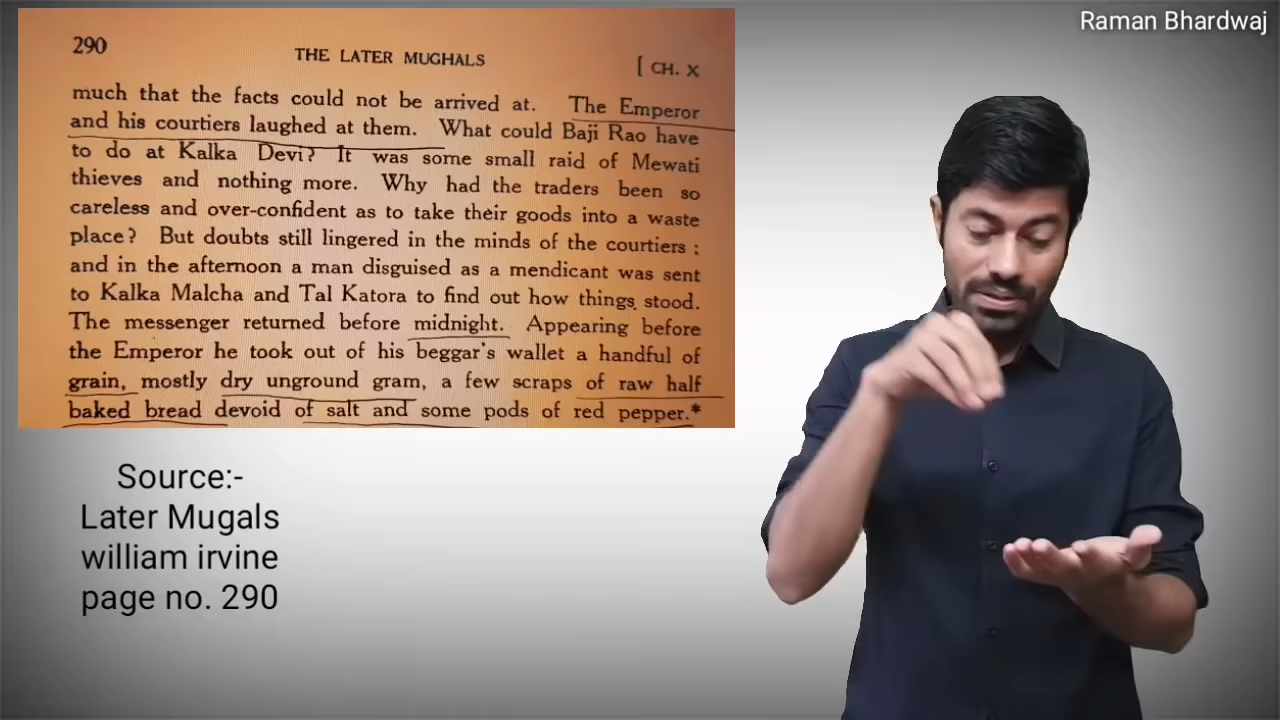 Raman Bhardwaj
290
THE LATER MUGHALS
[ CH. X
much that the facts could not be arrived at. The Emperor
and his courtiers laughed at them. What could Baji Rao have
to do at Kalka Devi? It was some small raid of Mewati
thieves and nothing more. Why had the traders been so
careless and over-confident as to take their goods into a waste
place? But doubts still lingered in the minds of the courtiers ;
and in the afternoon a man disguised as a mendicant was sent
to Kalka Malcha and Tal Katora to find out how things stood.
The messenger returned before midnight. Appearing before
the Emperor he took out of his beggar's wallet a handful of
grain, mostly dry unground gram, a few scraps of raw half
baked bread devoid of salt and some pods of red pepper.*
Source:-
Later Mugals
william irvine
page no. 290